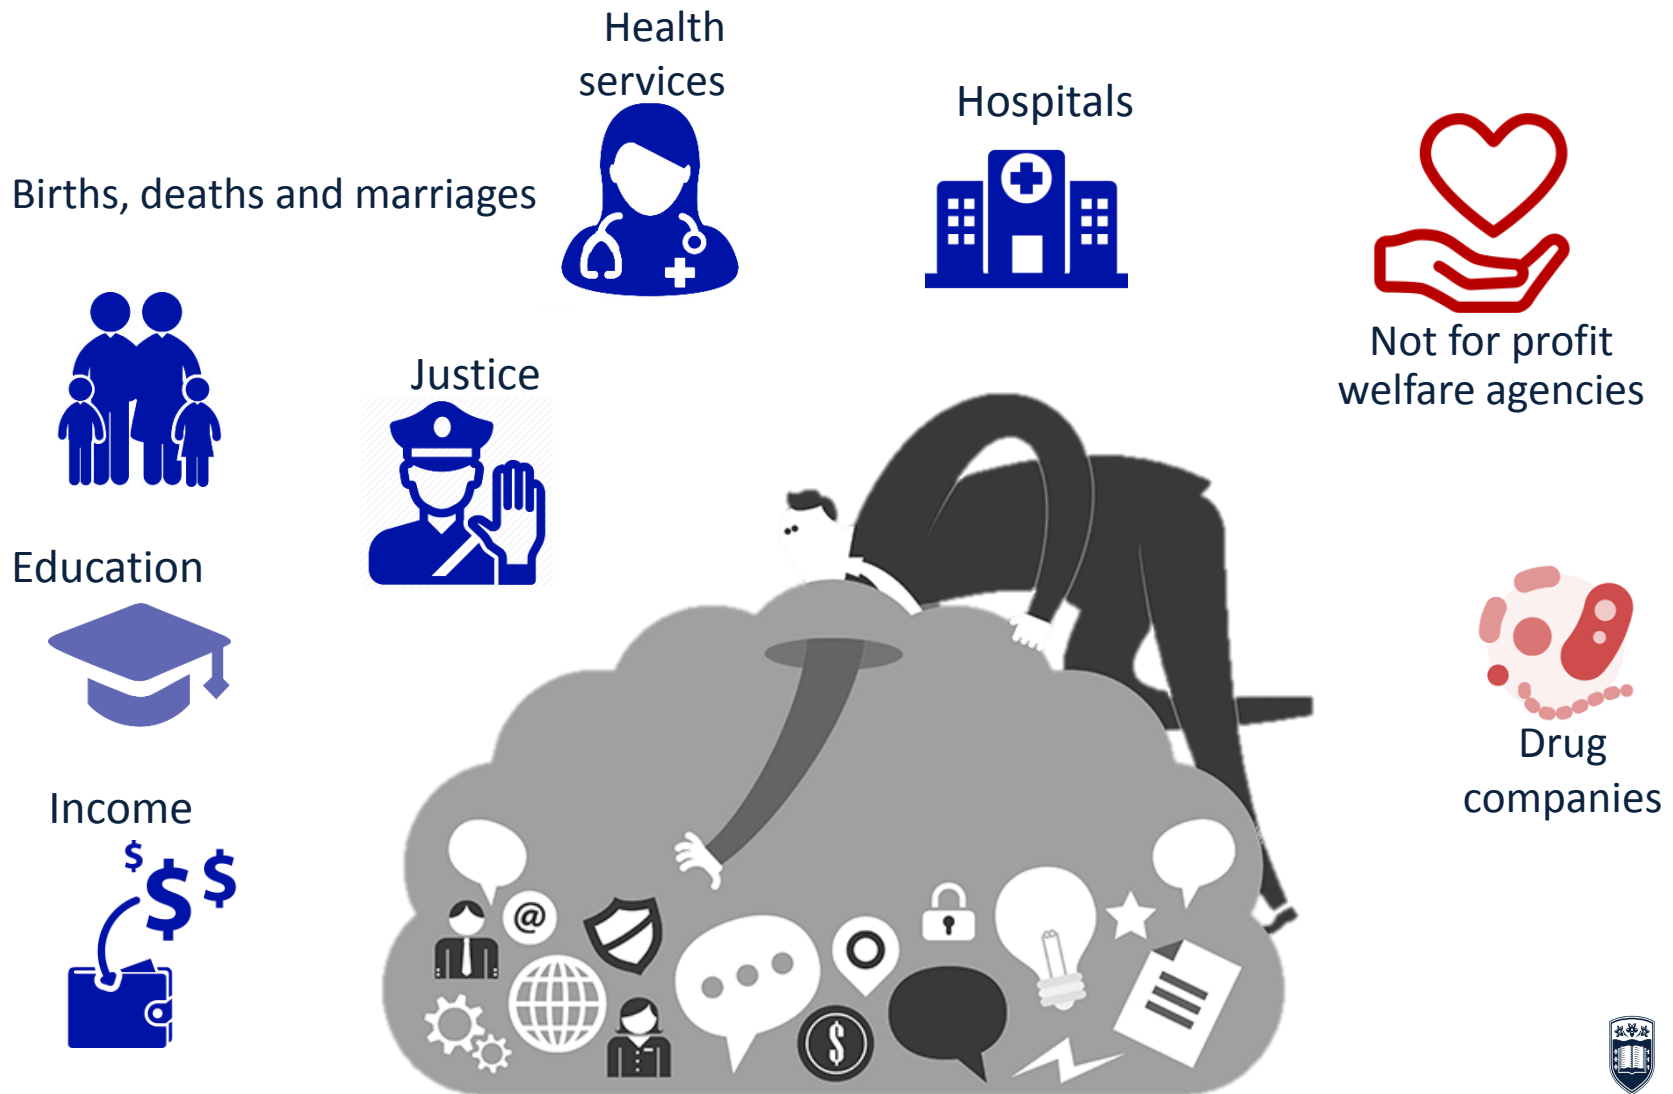 Health
services
Hospitals
Births, deaths and marriages
Not for profit
welfare agencies
Justice
Education
Drug
companies
Income
$
$
$
@
$